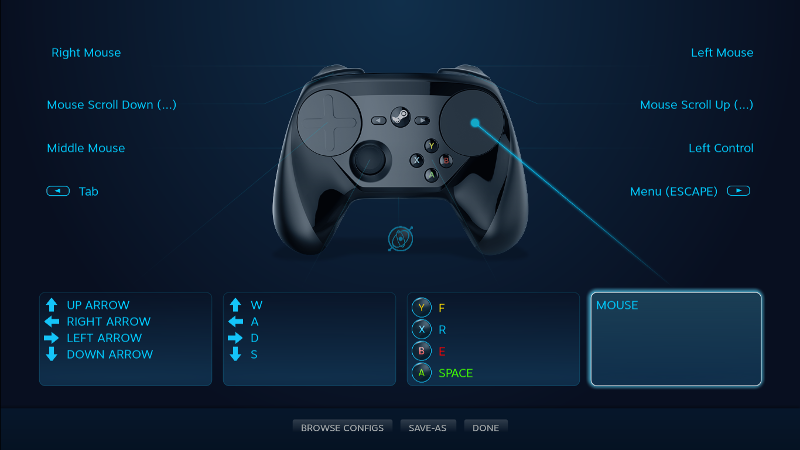 Right Mouse
Left Mouse
Mouse Scroll Down (...)
Mouse Scroll Up (...)
Middle Mouse
Left Control
Tab
Menu (ESCAPE)
Y
X
B
A
UP ARROW
RIGHT ARROW
LEFT ARROW
DOWN ARROW
W
A
D
S
Y F
X R
B E
A SPACE
MOUSE
BROWSE CONFIGS SAVE-AS DONE